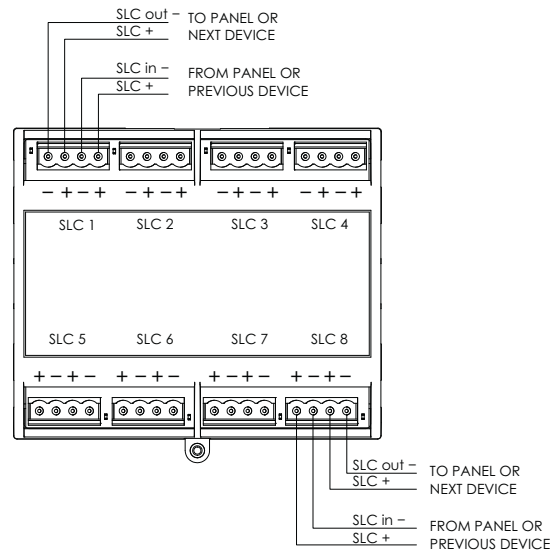 SLC out − TO PANEL OR
SLC + NEXT DEVICE
SLC in − FROM PANEL OR
SLC + PREVIOUS DEVICE
− + − + − + − + − + − + − + − +
SLC 1 SLC 2 SLC 3 SLC 4
SLC 5 SLC 6 SLC 7 SLC 8
+ − + − + − + − + − + − + − + −
SLC out − TO PANEL OR
SLC + NEXT DEVICE
SLC in − FROM PANEL OR
SLC + PREVIOUS DEVICE